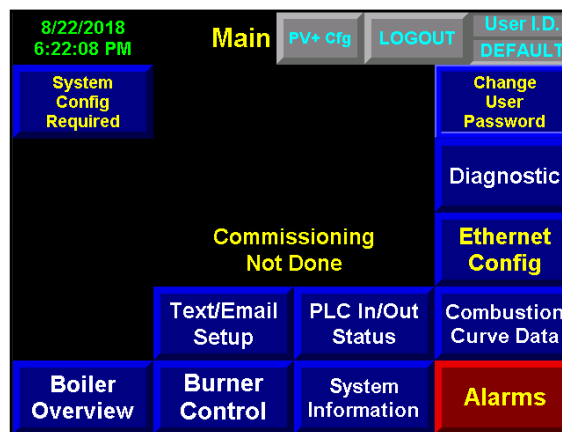 8/22/2018
6:22:08 PM
Main
PV+ Cfg
LOGOUT
User I.D.
DEFAULT
System
Config
Required
Change
User
Password
Diagnostic
Commissioning
Not Done
Ethernet
Config
Text/Email
Setup
PLC In/Out
Status
Combustion
Curve Data
Boiler
Overview
Burner
Control
System
Information
Alarms